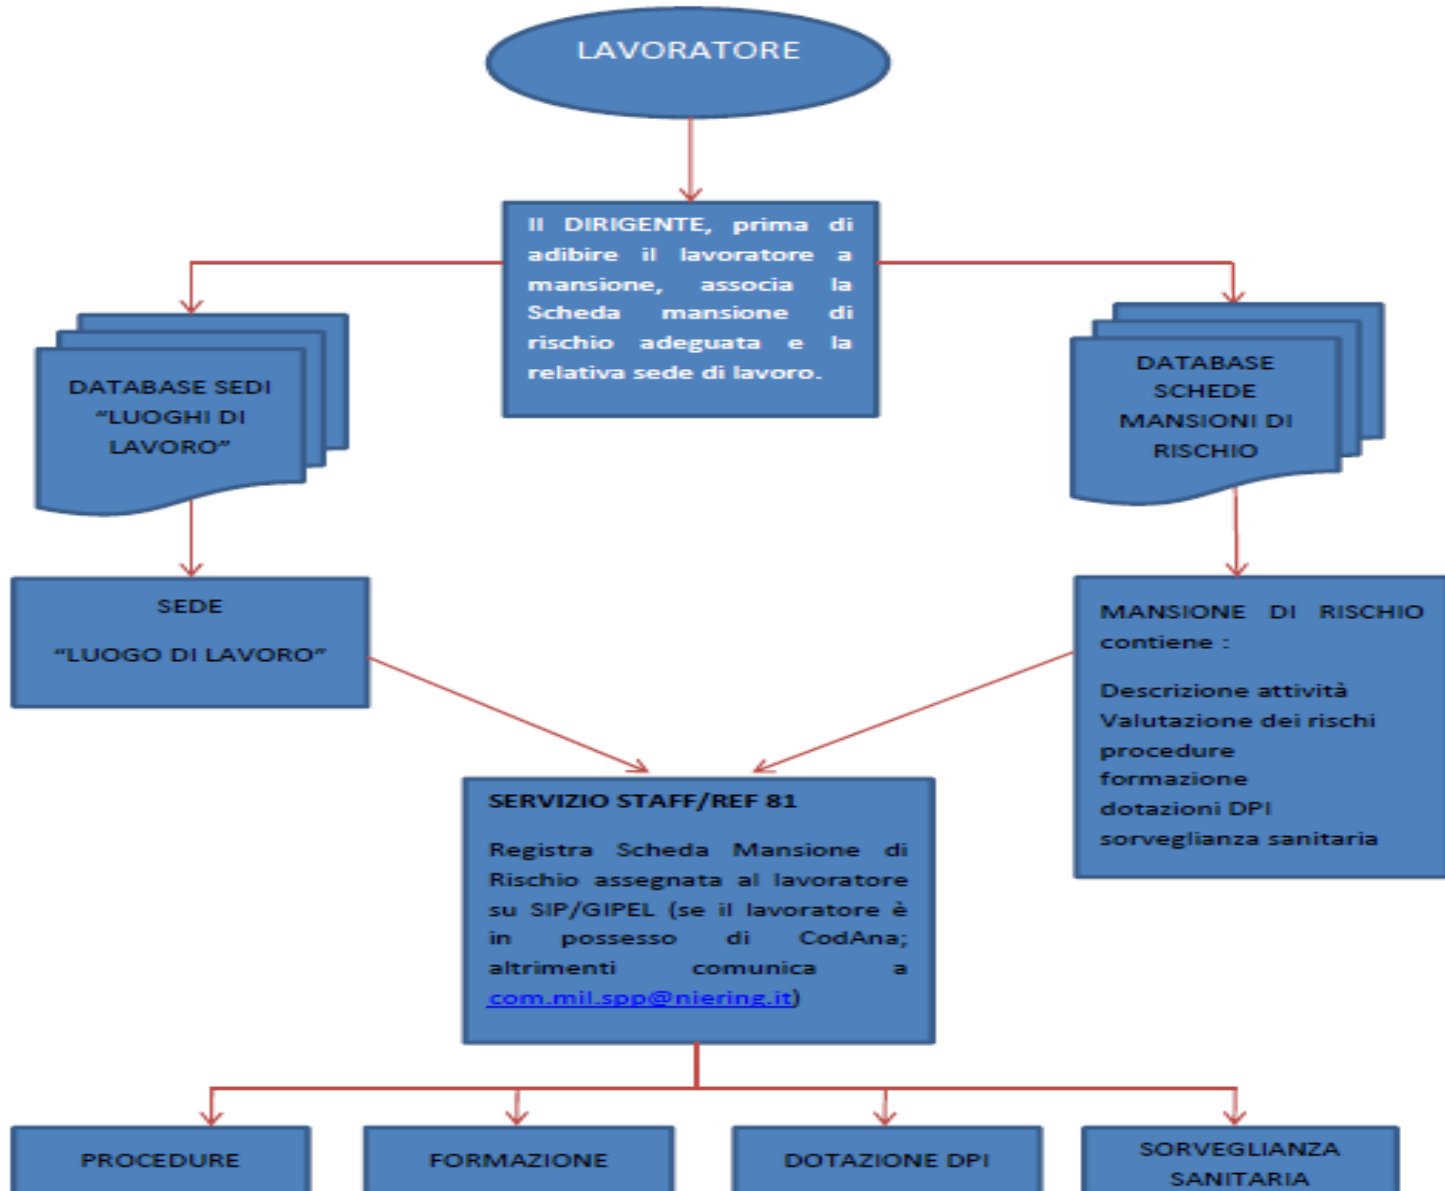 LAVORATORE
Il DIRIGENTE, prima di
adibire il lavoratore a
mansione, associa la
Scheda mansione di
rischio adeguata e la
relativa sede di lavoro.
DATABASE SEDI
“LUOGHI DI
LAVORO”
DATABASE
SCHEDE
MANSIONI DI
RISCHIO
SEDE
“LUOGO DI LAVORO”
MANSIONE DI RISCHIO
contiene :
Descrizione attività
Valutazione dei rischi
procedure
formazione
dotazioni DPI
sorveglianza sanitaria
SERVIZIO STAFF/REF 81
Registra Scheda Mansione di
Rischio assegnata al lavoratore
su SIP/GIPEL (se il lavoratore è
in possesso di CodAna;
altrimenti comunica a
com.mil.spp@niering.it)
PROCEDURE
FORMAZIONE
DOTAZIONE DPI
SORVEGLIANZA
SANITARIA